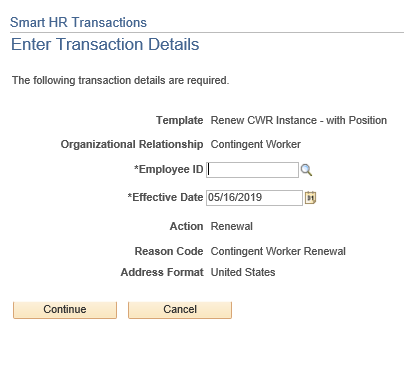 Smart HR Transactions
Enter Transaction Details
The following transaction details are required.
Template Renew CWR Instance - with Position
Organizational Relationship Contingent Worker
*Employee ID
*Effective Date 05/16/2019
Action Renewal
Reason Code Contingent Worker Renewal
Address Format United States
Continue Cancel